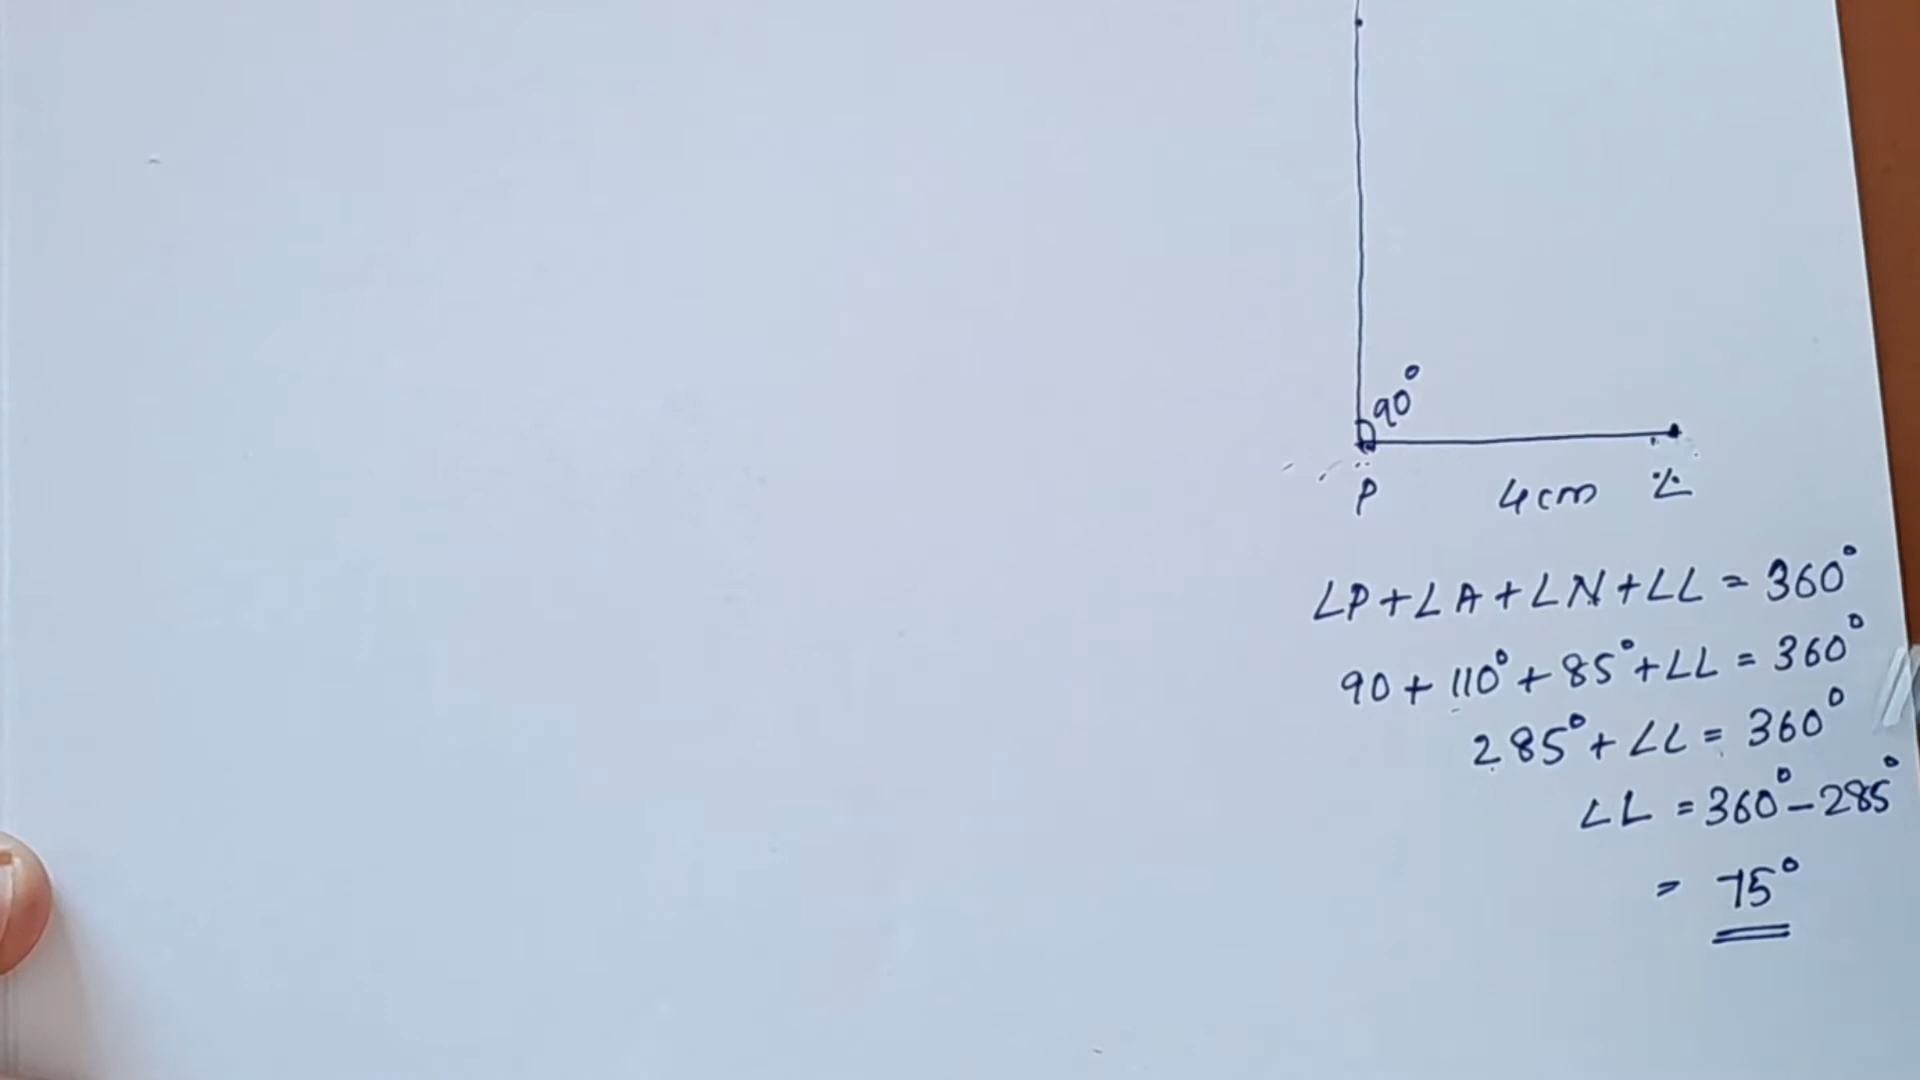 90°
P 4cm L
∠P+∠A+∠N+∠L = 360°
90+110°+85°+∠L = 360°
285°+∠L = 360°
∠L = 360°-285°
= 75°